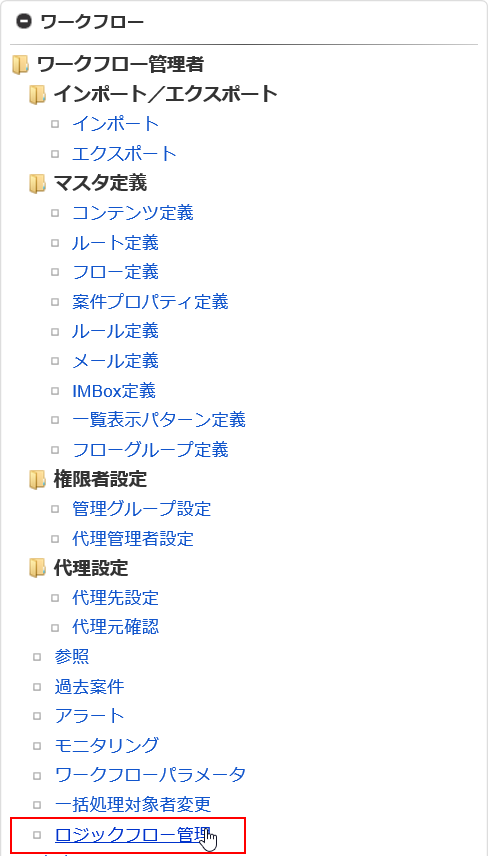 ワークフロー
ワークフロー管理者
インポート／エクスポート
インポート
エクスポート
マスタ定義
コンテンツ定義
ルート定義
フロー定義
案件プロパティ定義
ルール定義
メール定義
IMBox定義
一覧表示パターン定義
フローグループ定義
権限者設定
管理グループ設定
代理管理者設定
代理設定
代理先設定
代理元確認
参照
過去案件
アラート
モニタリング
ワークフローパラメータ
一括処理対象者変更
ロジックフロー管理